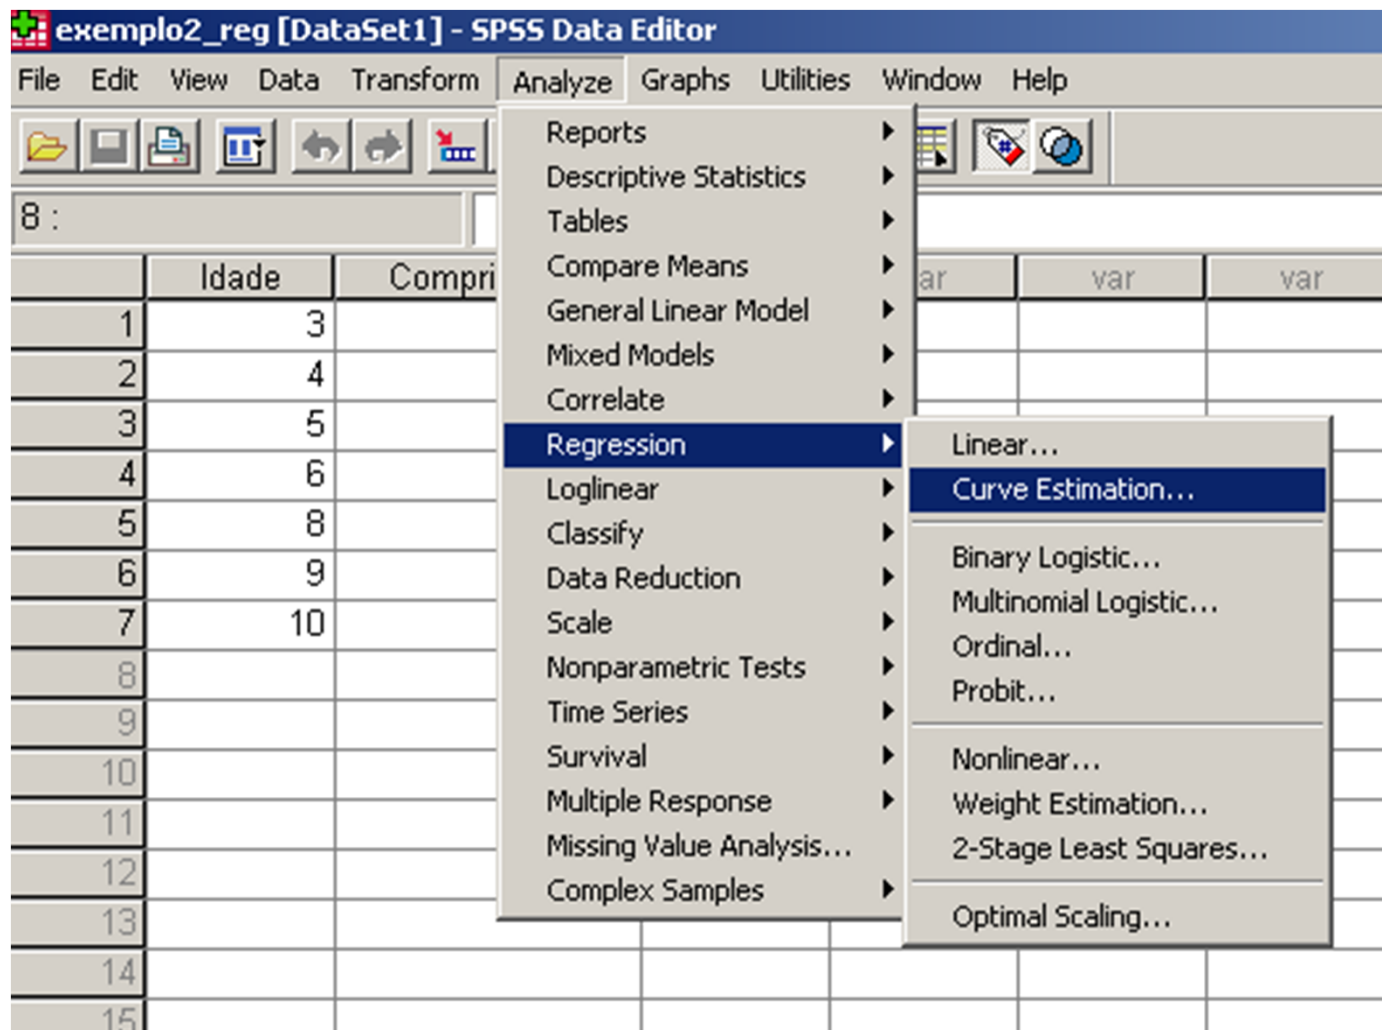 exemplo2_reg [DataSet1] - SPSS Data Editor
File Edit View Data Transform Analyze Graphs Utilities Window Help
8 :
Idade Compri ar var var
1 3
2 4
3 5
4 6
5 8
6 9
7 10
8
9
10
11
12
13
14
15
Reports
Descriptive Statistics
Tables
Compare Means
General Linear Model
Mixed Models
Correlate
Regression
Loglinear
Classify
Data Reduction
Scale
Nonparametric Tests
Time Series
Survival
Multiple Response
Missing Value Analysis...
Complex Samples
Linear...
Curve Estimation...
Binary Logistic...
Multinomial Logistic...
Ordinal...
Probit...
Nonlinear...
Weight Estimation...
2-Stage Least Squares...
Optimal Scaling...